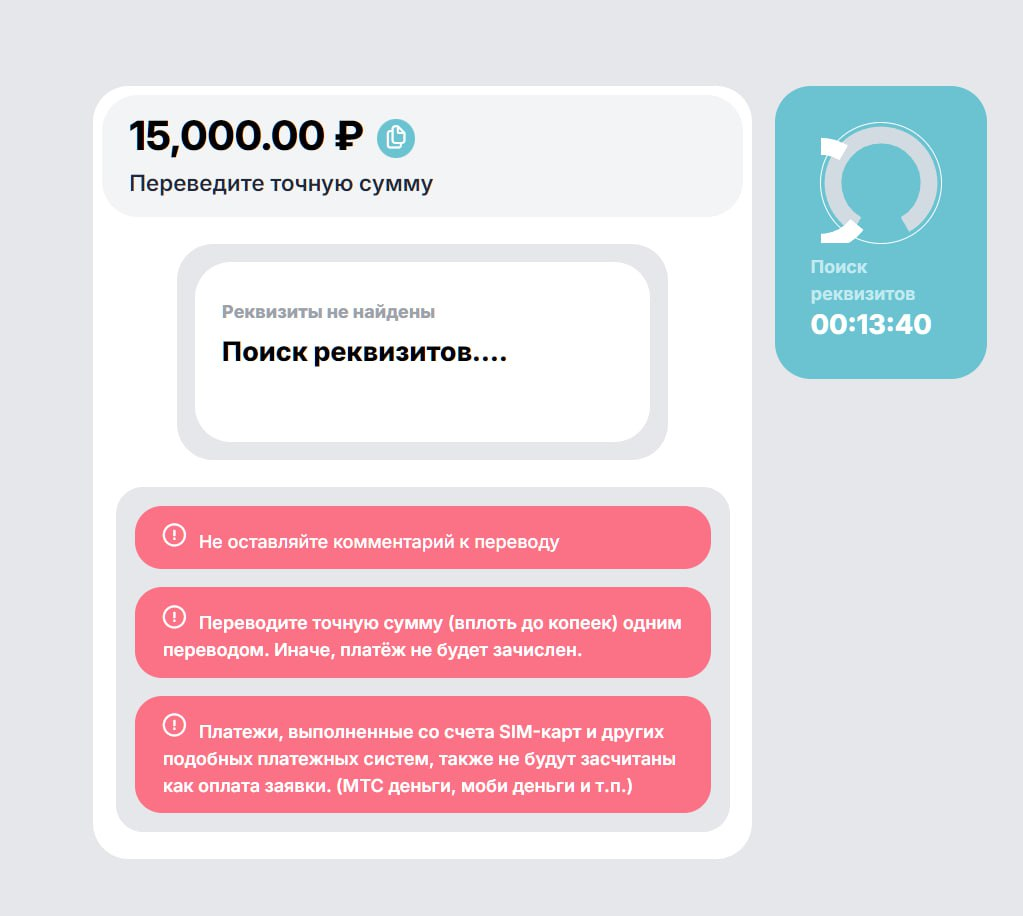 15,000.00 ₽
Переведите точную сумму
Реквизиты не найдены
Поиск реквизитов....
Не оставляйте комментарий к переводу
Переводите точную сумму (вплоть до копеек) одним
переводом. Иначе, платёж не будет зачислен.
Платежи, выполненные со счета SIM-карт и других
подобных платежных систем, также не будут засчитаны
как оплата заявки. (МТС деньги, моби деньги и т.п.)
Поиск
реквизитов
00:13:40